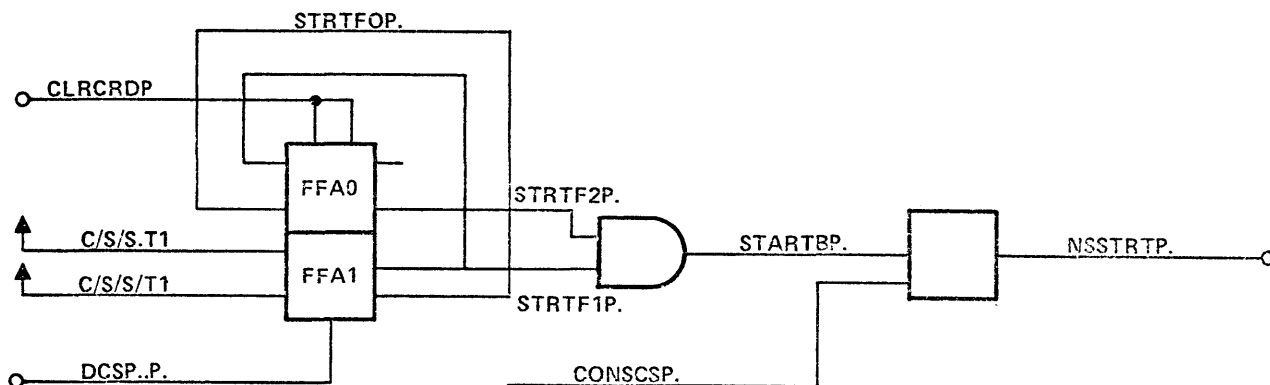 STRTFOP.
CLRCRDP
FFA0
STRTF2P.
C/S/S.T1
STARTBP.
NSSTRTP.
FFA1
C/S/S/T1
STRTF1P.
DCSP..P.
CONSCSP.